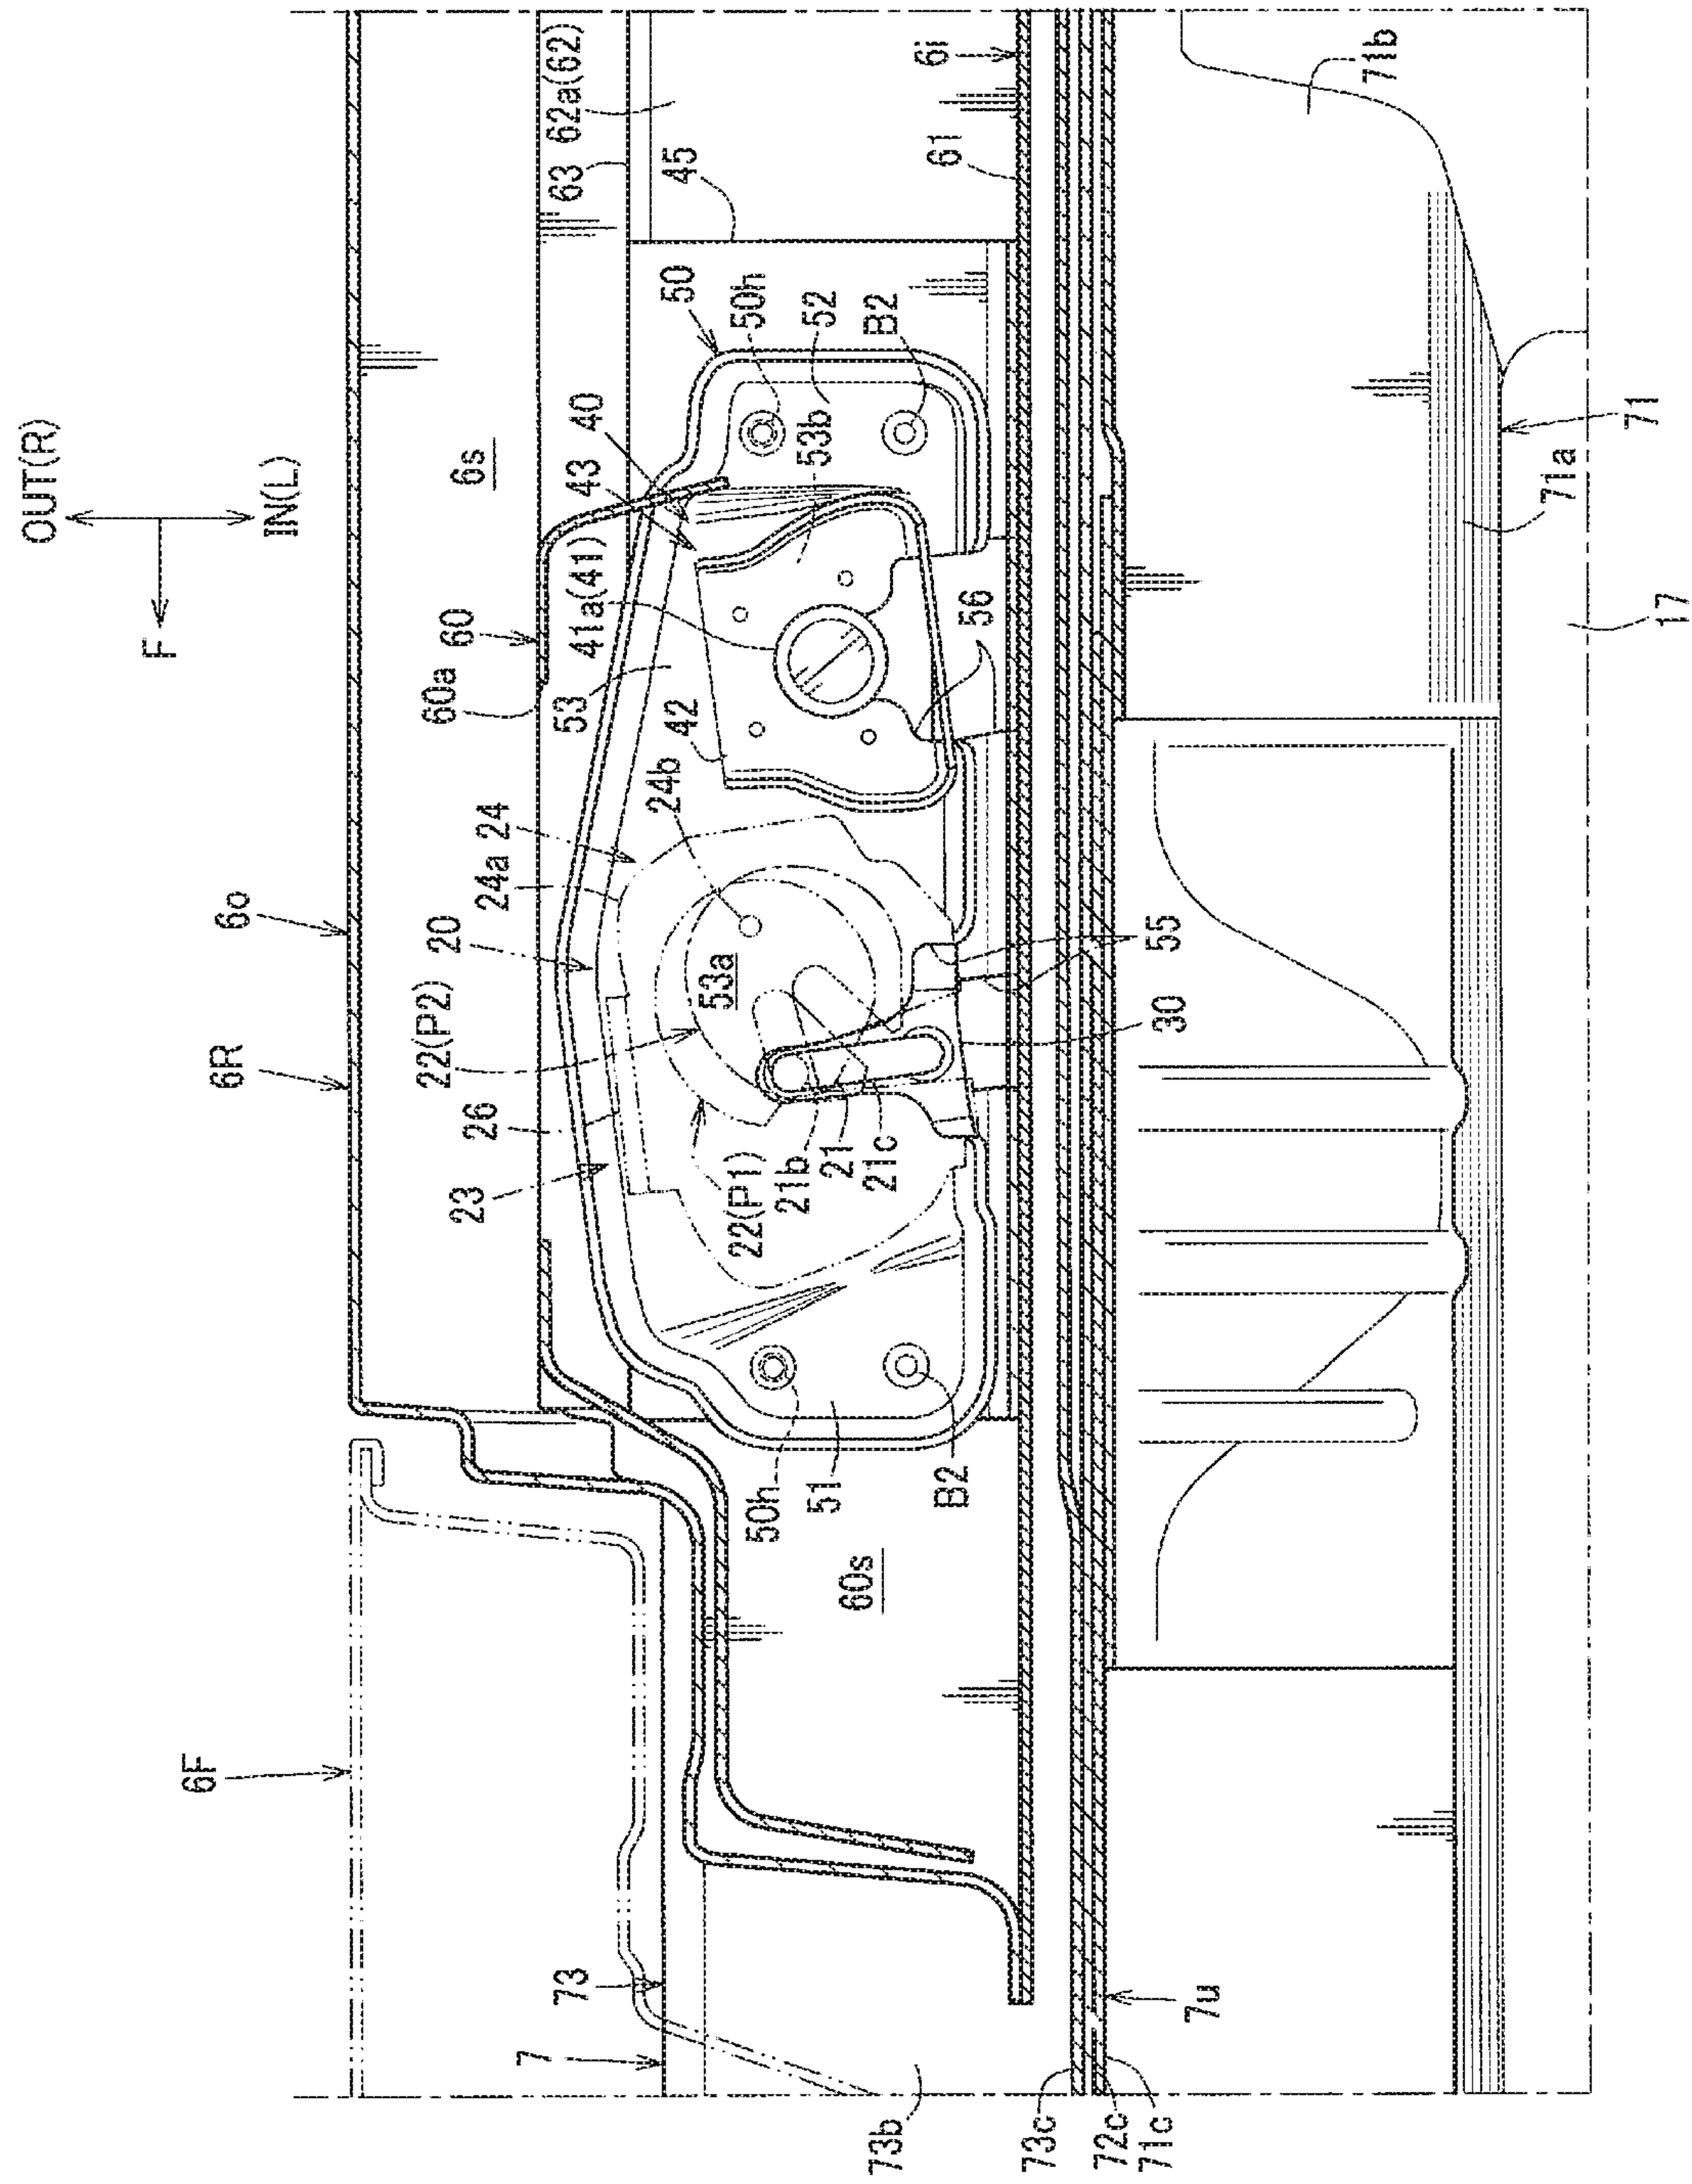 OUT(R)
F
IN(L)
6F
6R
6o
6s
62a(62)
63
45
6i
61
71b
60a
60
50
50h
52
B2
43
40
53b
41a(41)
53
42
56
24b
24a
24
20
22(P2)
26
23
53a
22(P1)
21b
21
21c
30
55
50h
51
B2
60s
71
71a
17
7
73
73b
73c
72c
71c
7u